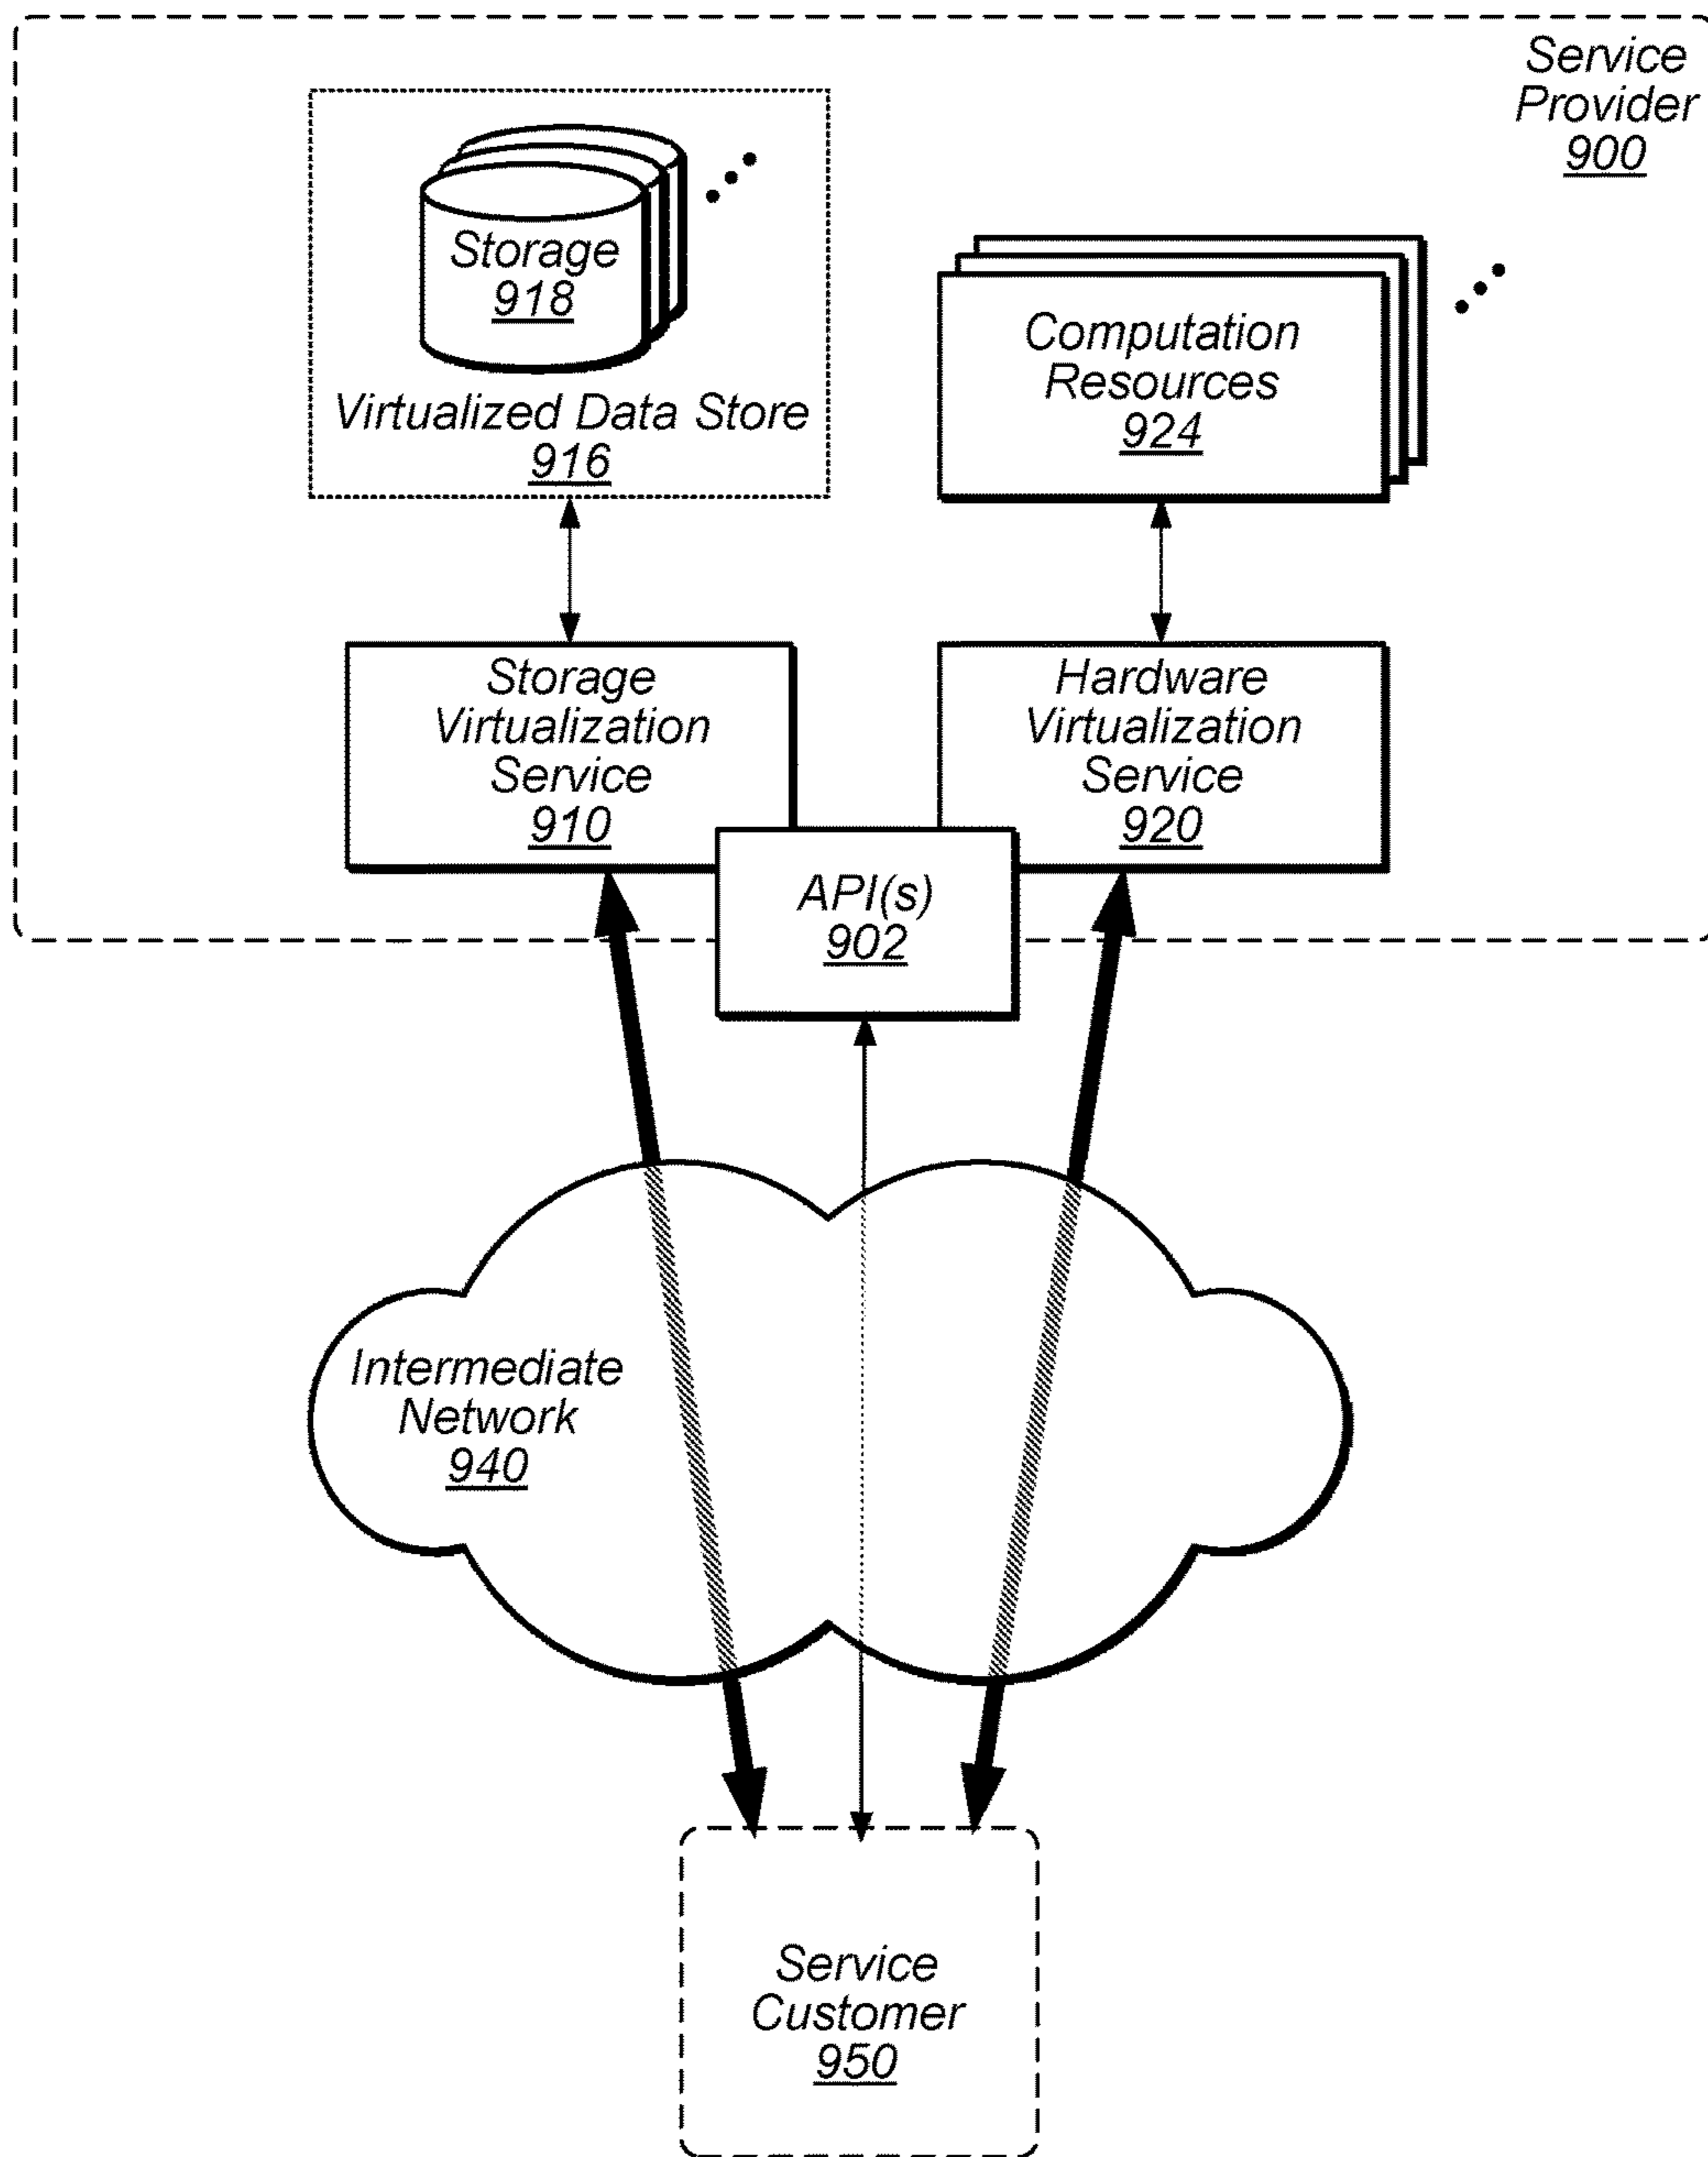 Service
Provider
900
Storage
918
Virtualized Data Store
916
Computation
Resources
924
Storage
Virtualization
Service
910
Hardware
Virtualization
Service
920
API(s)
902
Intermediate
Network
940
Service
Customer
950